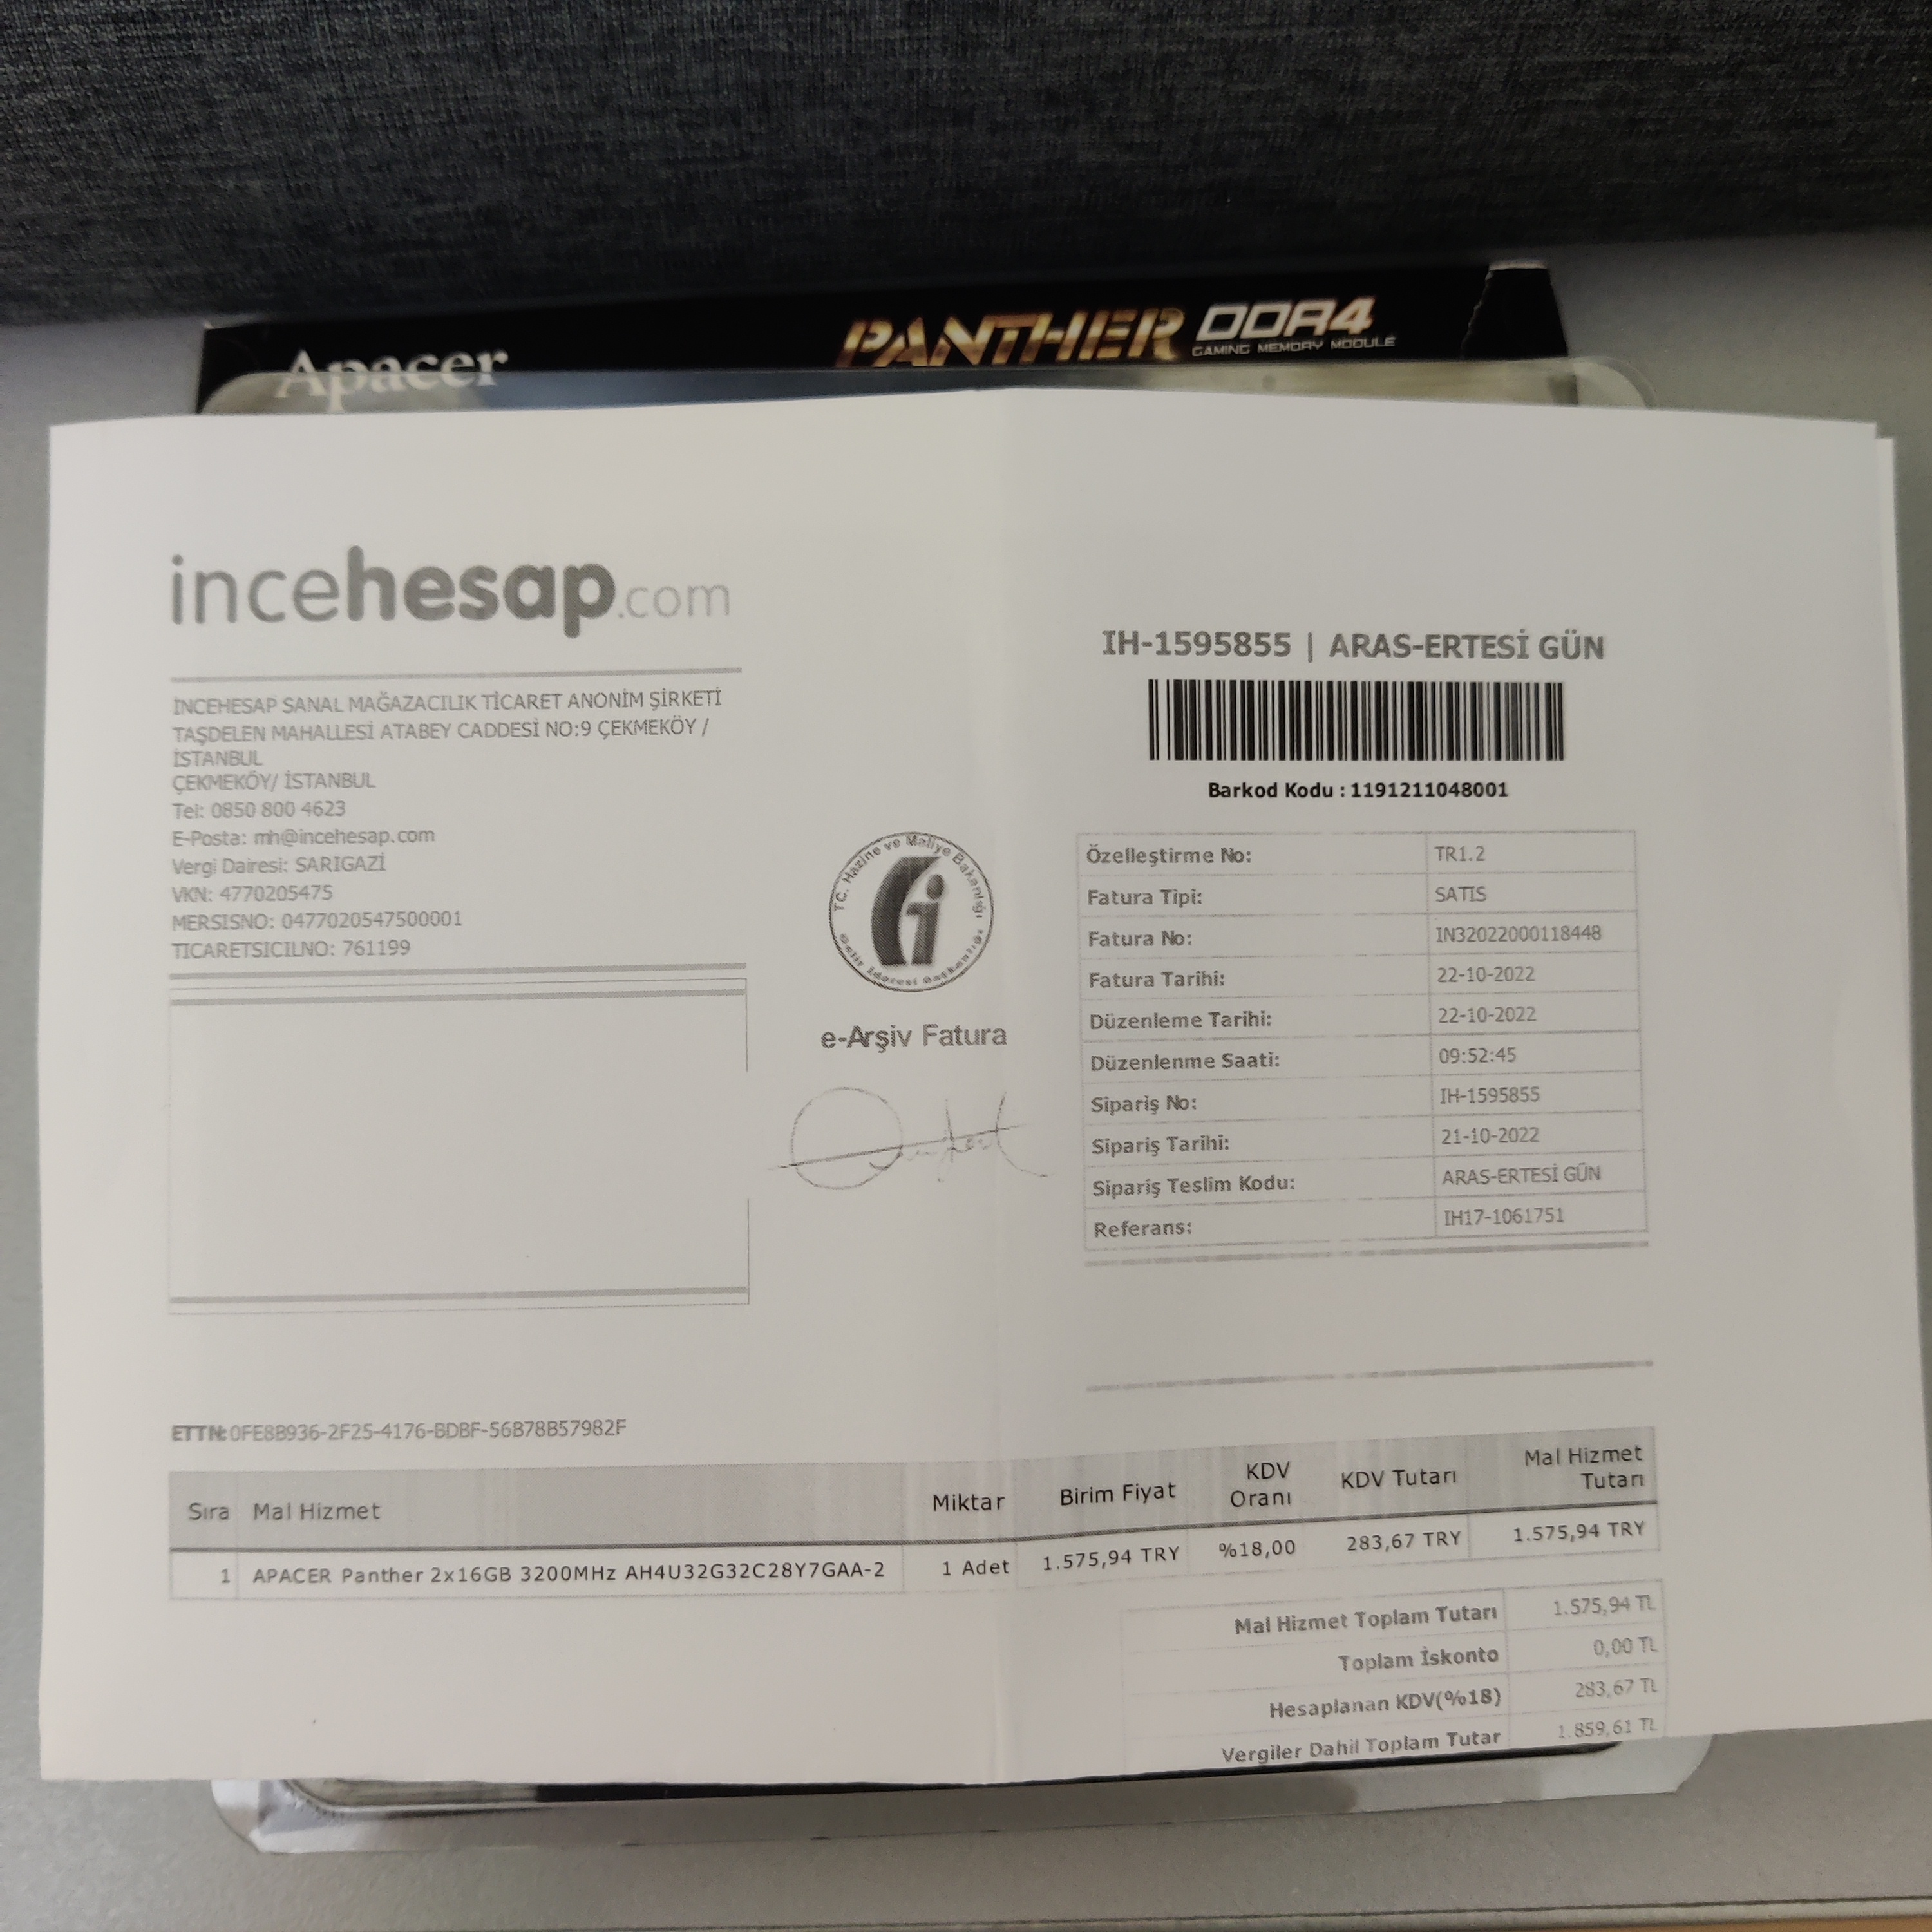 Apacer
PANTHER DDR4
GAMING MEMORY MODULE
incehesap.com
İNCEHESAP SANAL MAĞAZACILIK TİCARET ANONİM ŞİRKETİ
TAŞDELEN MAHALLESİ ATABEY CADDESİ NO:9 ÇEKMEKÖY /
İSTANBUL
ÇEKMEKÖY/ İSTANBUL
Tel: 0850 800 4623
E-Posta: mh@incehesap.com
Vergi Dairesi: SARIGAZİ
VKN: 4770205475
MERSISNO: 0477020547500001
TICARETSICILNO: 761199
T.C. Hazine ve Maliye Bakanlığı
Gelir İdaresi Başkanlığı
e-Arşiv Fatura
IH-1595855 | ARAS-ERTESİ GÜN
Barkod Kodu : 1191211048001
Özelleştirme No: TR1.2
Fatura Tipi: SATIS
Fatura No: IN32022000118448
Fatura Tarihi: 22-10-2022
Düzenleme Tarihi: 22-10-2022
Düzenlenme Saati: 09:52:45
Sipariş No: IH-1595855
Sipariş Tarihi: 21-10-2022
Sipariş Teslim Kodu: ARAS-ERTESİ GÜN
Referans: IH17-1061751
ETTN: 0FE8B936-2F25-4176-BDBF-56B78B57982F
Sıra Mal Hizmet Miktar Birim Fiyat KDV Oranı KDV Tutarı Mal Hizmet Tutarı
1 APACER Panther 2x16GB 3200MHz AH4U32G32C28Y7GAA-2 1 Adet 1.575,94 TRY %18,00 283,67 TRY 1.575,94 TRY
Mal Hizmet Toplam Tutarı 1.575,94 TL
Toplam İskonto 0,00 TL
Hesaplanan KDV(%18) 283,67 TL
Vergiler Dahil Toplam Tutar 1.859,61 TL